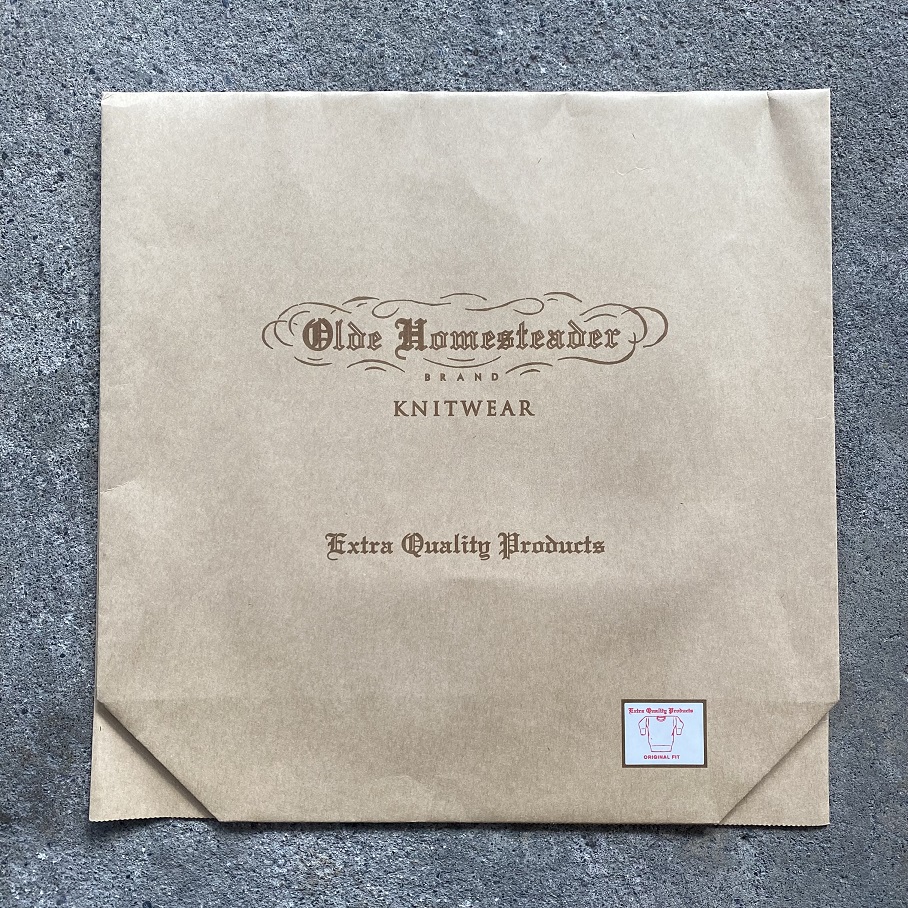 Olde Homesteader
BRAND
KNITWEAR
Extra Quality Products
Extra Quality Products
ORIGINAL FIT